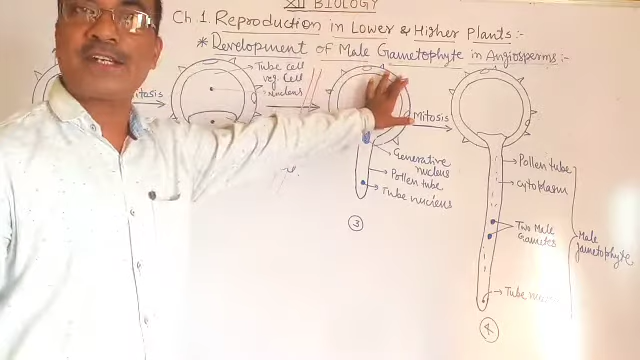 XII BIOLOGY
Ch 1. Reproduction in Lower & Higher Plants :-
* Development of Male Gametophyte in Angiosperms :-
Tube Cell
veg. Cell
Nucleus
Mitosis
Generative
nucleus
Pollen tube
Tube nucleus
3
Pollen tube
cytoplasm
Two Male
Gametes
Male
gametophyte
Tube
4